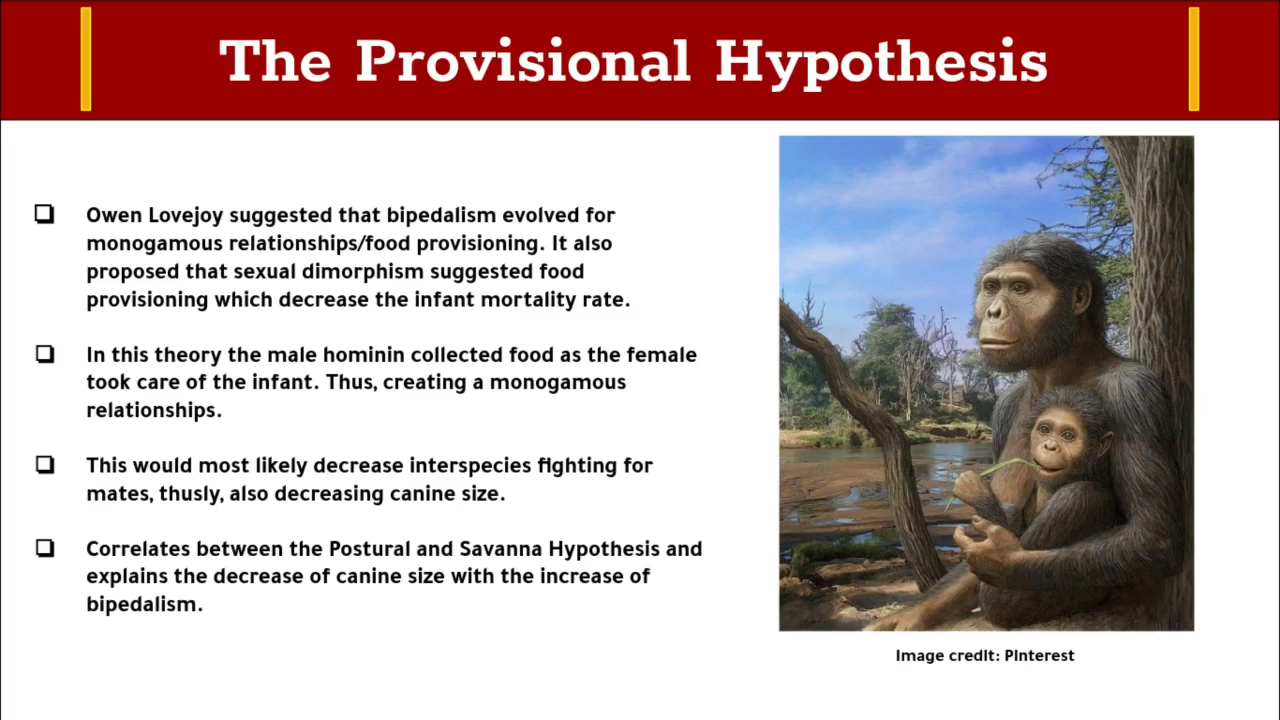 The Provisional Hypothesis
❑ Owen Lovejoy suggested that bipedalism evolved for
monogamous relationships/food provisioning. It also
proposed that sexual dimorphism suggested food
provisioning which decrease the infant mortality rate.
❑ In this theory the male hominin collected food as the female
took care of the infant. Thus, creating a monogamous
relationships.
❑ This would most likely decrease interspecies fighting for
mates, thusly, also decreasing canine size.
❑ Correlates between the Postural and Savanna Hypothesis and
explains the decrease of canine size with the increase of
bipedalism.
Image credit: Pinterest